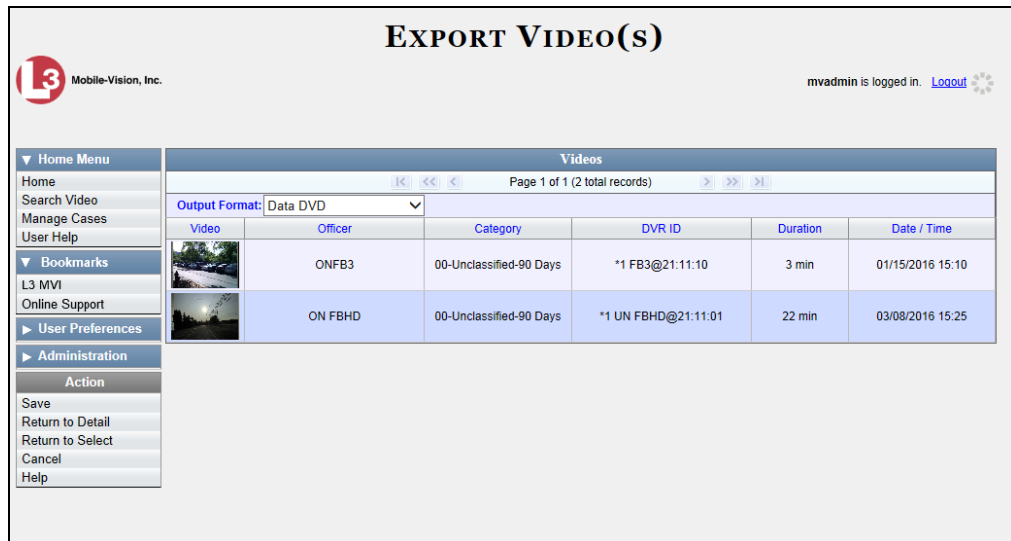 EXPORT VIDEO(S)
L3 Mobile-Vision, Inc.
mvadmin is logged in. Logout
▼ Home Menu
Home
Search Video
Manage Cases
User Help
▼ Bookmarks
L3 MVI
Online Support
▶ User Preferences
▶ Administration
Action
Save
Return to Detail
Return to Select
Cancel
Help
Videos
|< << < Page 1 of 1 (2 total records) > >> >|
Output Format: Data DVD
Video Officer Category DVR ID Duration Date / Time
ONFB3 00-Unclassified-90 Days *1 FB3@21:11:10 3 min 01/15/2016 15:10
ON FBHD 00-Unclassified-90 Days *1 UN FBHD@21:11:01 22 min 03/08/2016 15:25